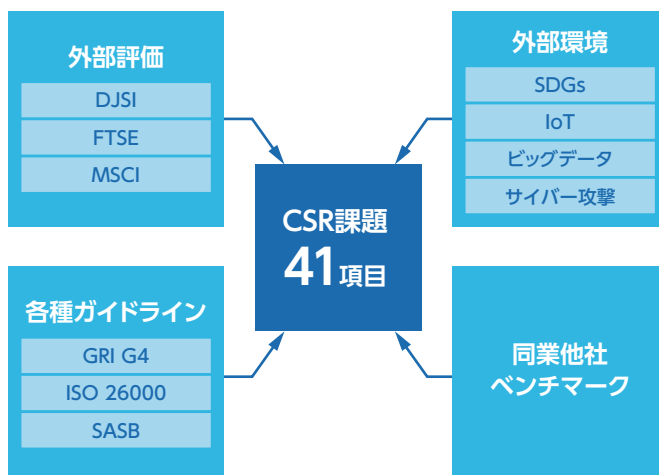 外部評価
DJSI
FTSE
MSCI
外部環境
SDGs
IoT
ビッグデータ
サイバー攻撃
CSR課題
41項目
各種ガイドライン
GRI G4
ISO 26000
SASB
同業他社
ベンチマーク